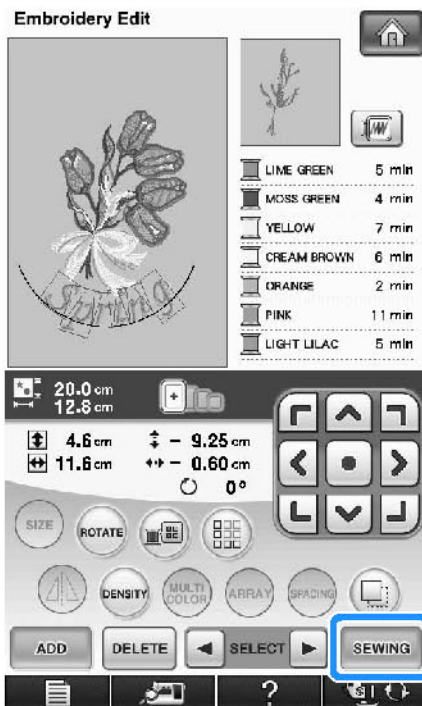 Embroidery Edit
LIME GREEN 5 min
MOSS GREEN 4 min
YELLOW 7 min
CREAM BROWN 6 min
ORANGE 2 min
PINK 11 min
LIGHT LILAC 5 min
Spring
20.0 cm
12.8 cm
4.6 cm - 9.25 cm
11.6 cm - 0.60 cm
0°
SIZE ROTATE
DENSITY MULTI COLOR ARRAY SPACING
ADD DELETE SELECT SEWING
?